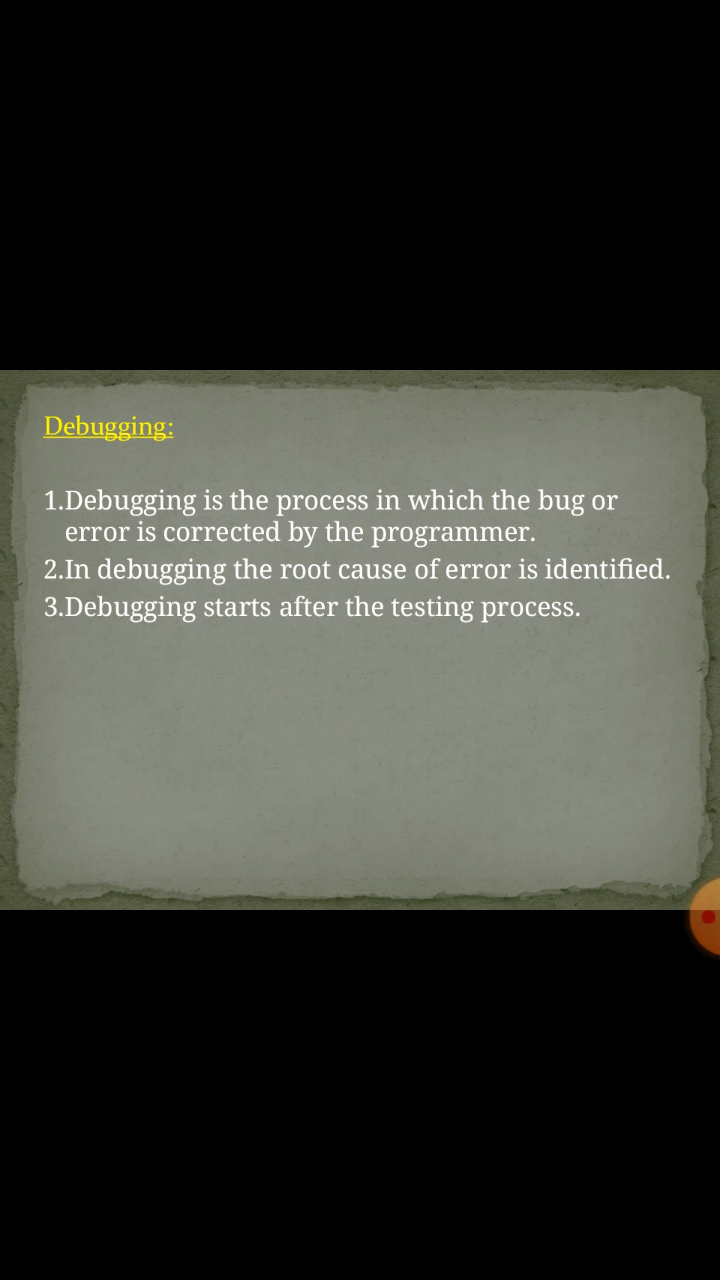 Debugging:
1.Debugging is the process in which the bug or
error is corrected by the programmer.
2.In debugging the root cause of error is identified.
3.Debugging starts after the testing process.